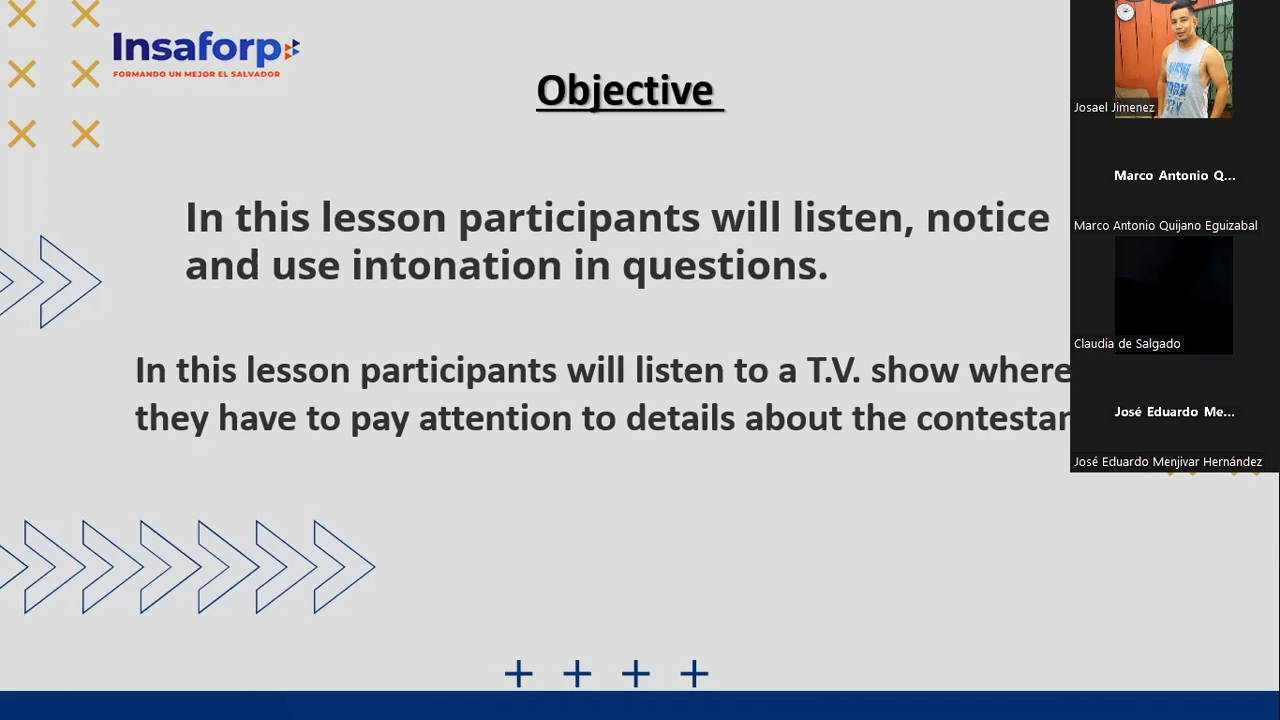 Insaforp
FORMANDO UN MEJOR EL SALVADOR
Objective
In this lesson participants will listen, notice
and use intonation in questions.
In this lesson participants will listen to a T.V. show where
they have to pay attention to details about the
Josael Jimenez
Marco Antonio Q...
Marco Antonio Quijano Eguizabal
Claudia de Salgado
José Eduardo Me...
José Eduardo Menjivar Hernández